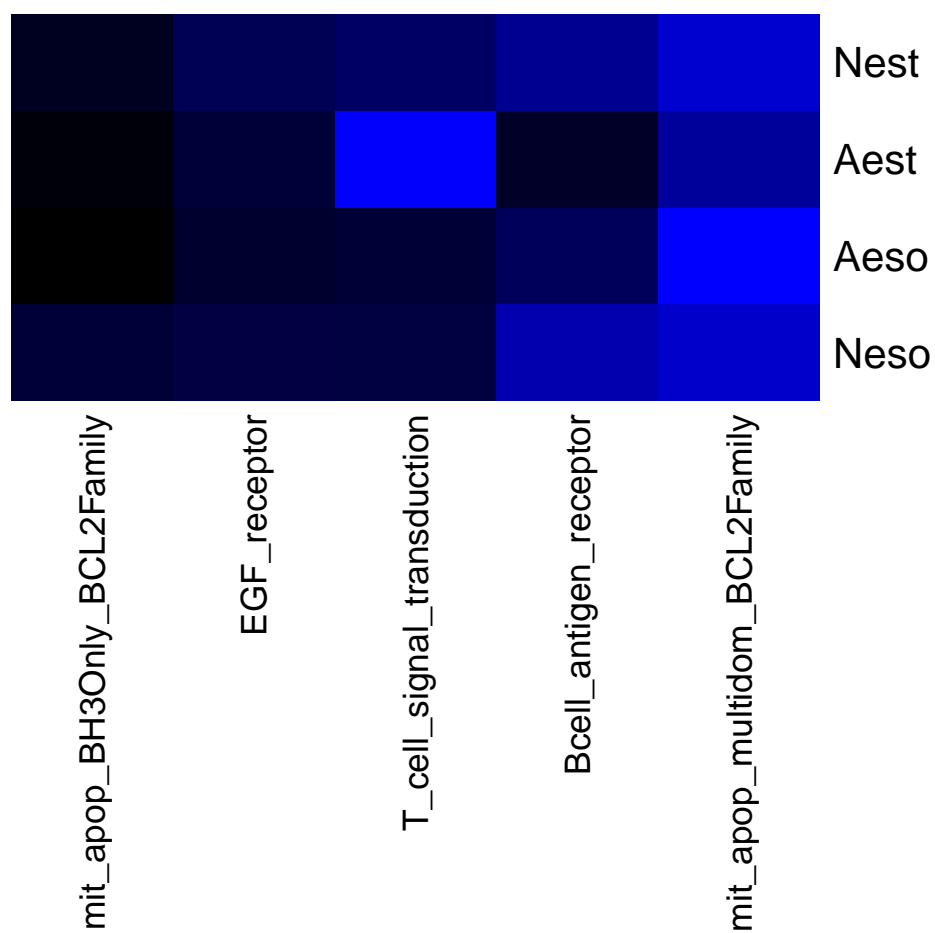 Nest
Aest
Aeso
Neso
mit_apop_BH3Only_BCL2Family
EGF_receptor
T_cell_signal_transduction
Bcell_antigen_receptor
mit_apop_multidom_BCL2Family